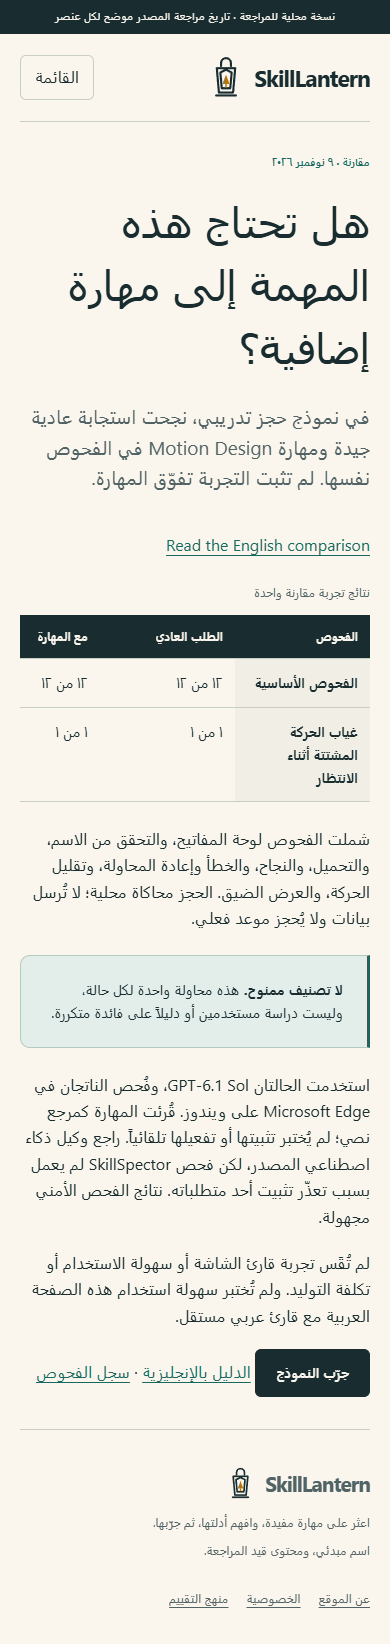 نسخة محلية للمراجعة · تاريخ مراجعة المصدر موضح لكل عنصر
SkillLantern
القائمة
مقارنة · ٩ نوفمبر ٢٠٢٦
هل تحتاج هذه
المهمة إلى مهارة
إضافية؟
في نموذج حجز تدريبي، نجحت استجابة عادية
جيدة ومهارة Motion Design في الفحوص
نفسها. لم تثبت التجربة تفوّق المهارة.
Read the English comparison
نتائج تجربة مقارنة واحدة
الفحوص الطلب العادي مع المهارة
الفحوص الأساسية ١٢ من ١٢ ١٢ من ١٢
غياب الحركة
المشتتة أثناء
الانتظار
١ من ١ ١ من ١
شملت الفحوص لوحة المفاتيح، والتحقق من الاسم،
والتحميل، والنجاح، والخطأ وإعادة المحاولة، وتقليل
الحركة، والعرض الضيق. الحجز محاكاة محلية؛ لا تُرسل
بيانات ولا يُحجز موعد فعلي.
لا تصنيف ممنوح. هذه محاولة واحدة لكل حالة،
وليست دراسة مستخدمين أو دليلاً على فائدة متكررة.
استخدمت الحالتان GPT-6.1 Sol، وفُحص الناتجان في
Microsoft Edge على ويندوز. قُرئت المهارة كمرجع
نصي؛ لم يُختبر تثبيتها أو تفعيلها تلقائياً. راجع وكيل ذكاء
اصطناعي المصدر، لكن فحص SkillSpector لم يعمل
بسبب تعذّر تثبيت أحد متطلباته. نتائج الفحص الأمني
مجهولة.
لم تُقَس تجربة قارئ الشاشة أو سهولة الاستخدام أو
تكلفة التوليد. ولم تُختبر سهولة استخدام هذه الصفحة
العربية مع قارئ عربي مستقل.
جرّب النموذج الدليل بالإنجليزية · سجل الفحوص
SkillLantern
اعثر على مهارة مفيدة، وافهم أدلتها، ثم جرّبها.
اسم مبدئي، ومحتوى قيد المراجعة.
عن الموقع الخصوصية منهج التقييم